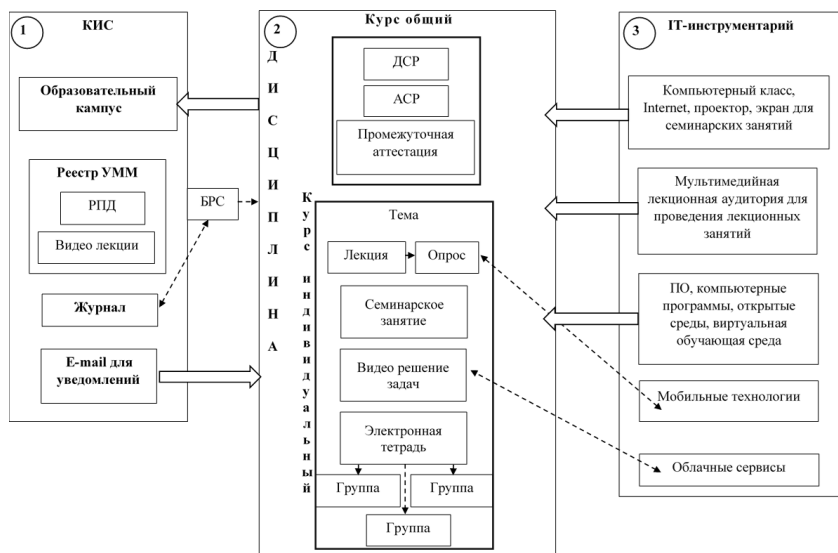 1
КИС
Образовательный
кампус
Реестр УММ
РПД
Видео лекции
БРС
Журнал
E-mail для
уведомлений
2
Курс общий
ДИСЦИПЛИНА
ДСР
АСР
Промежуточная
аттестация
Курс индивидуальный
Тема
Лекция
Опрос
Семинарское
занятие
Видео решение
задач
Электронная
тетрадь
Группа
Группа
Группа
3
IT-инструментарий
Компьютерный класс,
Internet, проектор, экран для
семинарских занятий
Мультимедийная
лекционная аудитория для
проведения лекционных
занятий
ПО, компьютерные
программы, открытые
среды, виртуальная
обучающая среда
Мобильные технологии
Облачные сервисы